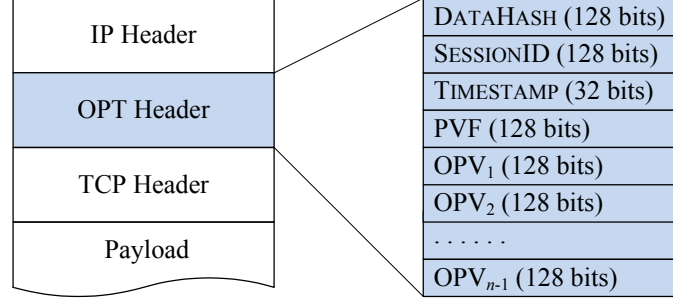 IP Header
OPT Header
TCP Header
Payload
DATAHASH (128 bits)
SESSIONID (128 bits)
TIMESTAMP (32 bits)
PVF (128 bits)
OPV₁ (128 bits)
OPV₂ (128 bits)
. . . . . .
OPVₙ₋₁ (128 bits)